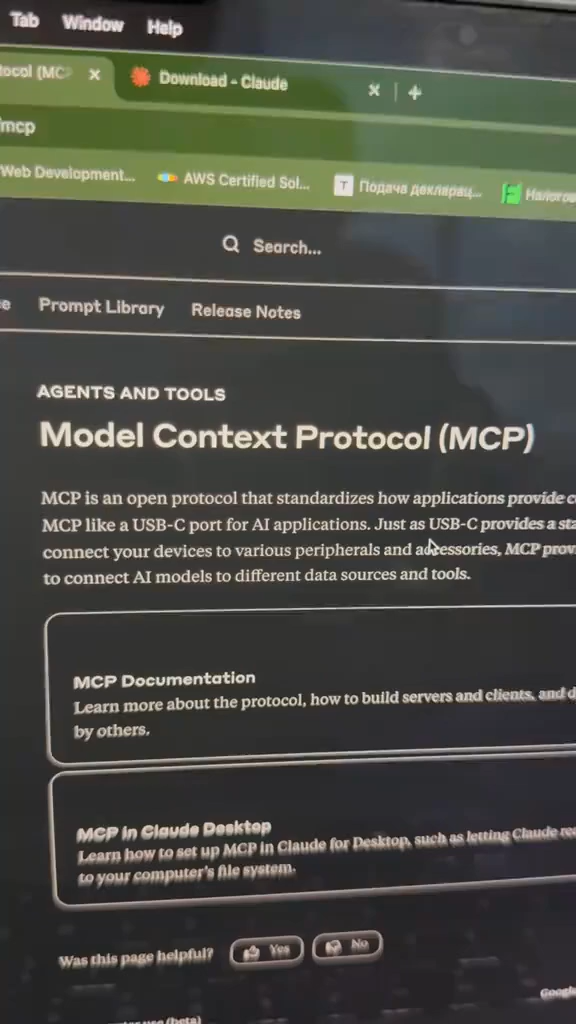 Tab Window Help
Download - Claude
mcp
Web Development... AWS Certified Sol... T Подача декларац...
Search...
Prompt Library Release Notes
AGENTS AND TOOLS
Model Context Protocol (MCP)
MCP is an open protocol that standardizes how applications provide
MCP like a USB-C port for AI applications. Just as USB-C provides a
connect your devices to various peripherals and accessories, MCP
to connect AI models to different data sources and tools.
MCP Documentation
Learn more about the protocol, how to build servers and clients, and
by others.
MCP in Claude Desktop
Learn how to set up MCP in Claude for Desktop, such as letting Claude
to your computer's file system.
Was this page helpful? Yes No
Google
use (beta)